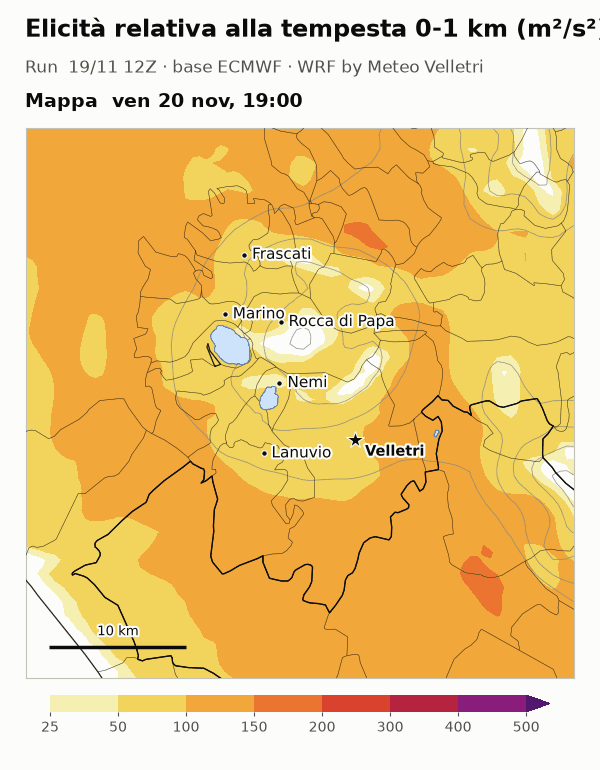 Elicità relativa alla tempesta 0-1 km (m²/s²)
Run  19/11 12Z · base ECMWF · WRF by Meteo Velletri
Mappa  ven 20 nov, 19:00
Frascati
Marino
Rocca di Papa
Nemi
Velletri
Lanuvio
10 km
25 50 100 150 200 300 400 500